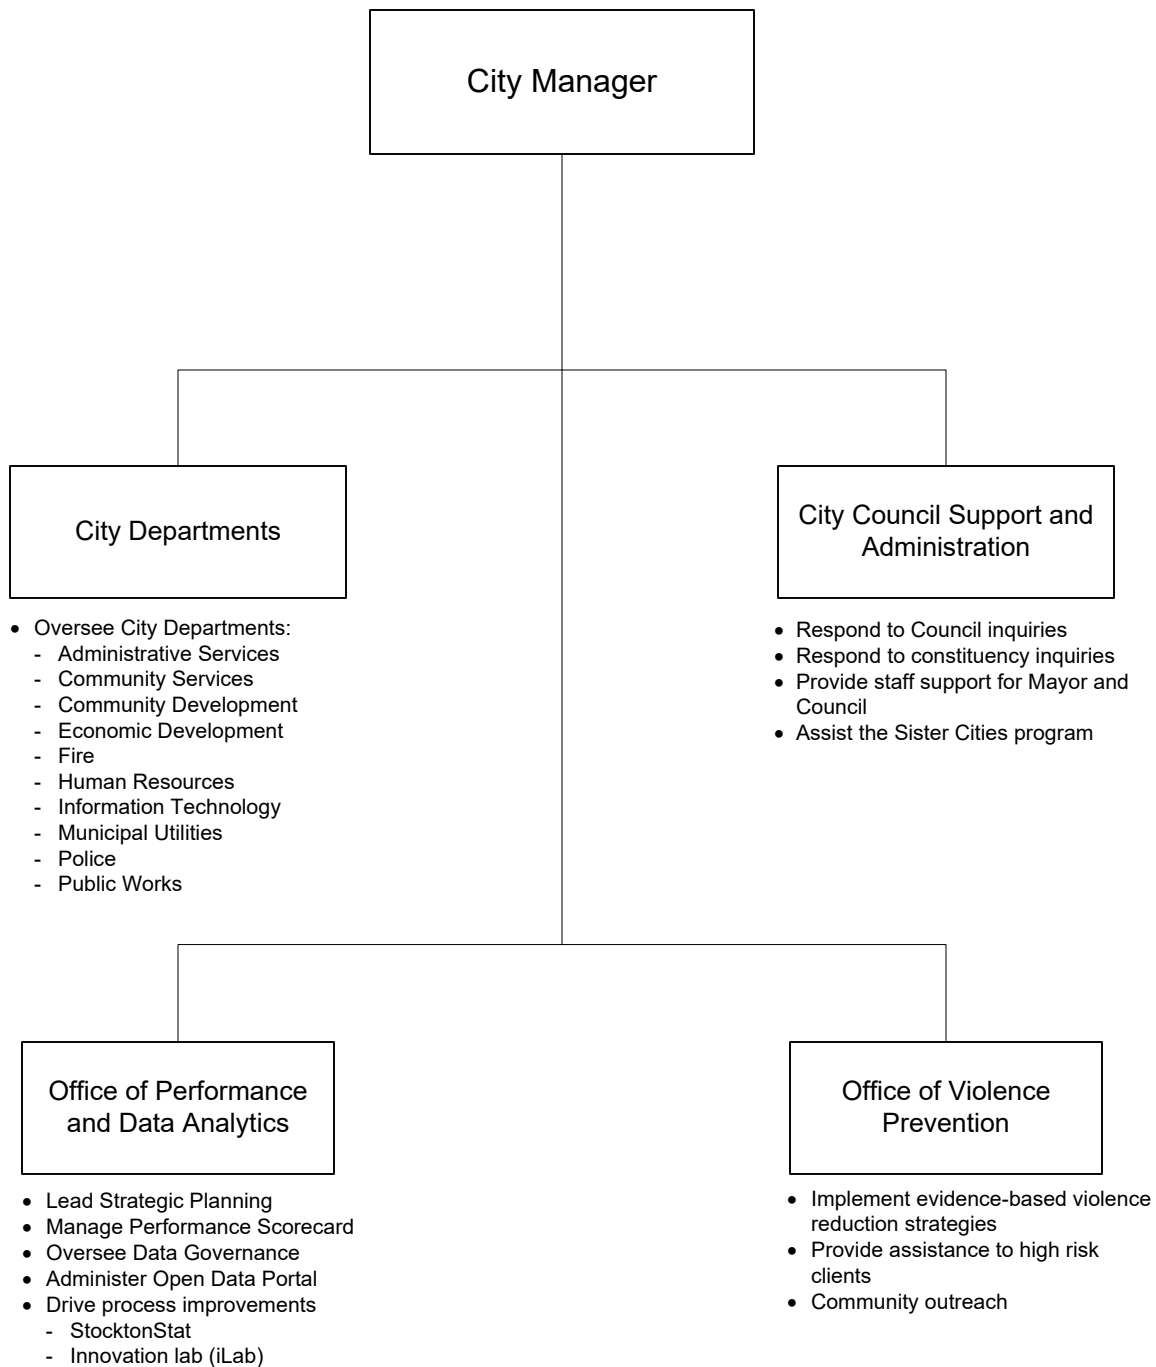 City Manager
City Departments
• Oversee City Departments:
- Administrative Services
- Community Services
- Community Development
- Economic Development
- Fire
- Human Resources
- Information Technology
- Municipal Utilities
- Police
- Public Works
City Council Support and
Administration
• Respond to Council inquiries
• Respond to constituency inquiries
• Provide staff support for Mayor and
Council
• Assist the Sister Cities program
Office of Performance
and Data Analytics
• Lead Strategic Planning
• Manage Performance Scorecard
• Oversee Data Governance
• Administer Open Data Portal
• Drive process improvements
- StocktonStat
- Innovation lab (iLab)
Office of Violence
Prevention
• Implement evidence-based violence
reduction strategies
• Provide assistance to high risk
clients
• Community outreach